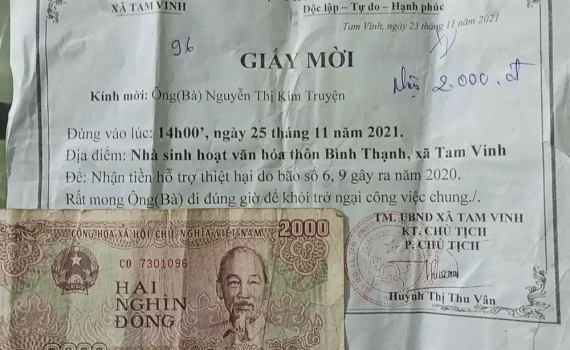 XÃ TAM VINH
Độc lập – Tự do – Hạnh phúc
Tam Vinh, ngày 23 tháng 11 năm 2021
96
GIẤY MỜI
Nhận 2.000.đ
Kính mời: Ông(Bà) Nguyễn Thị Kim Truyện
Đúng vào lúc: 14h00’, ngày 25 tháng 11 năm 2021.
Địa điểm: Nhà sinh hoạt văn hóa thôn Bình Thạnh, xã Tam Vinh
Để: Nhận tiền hỗ trợ thiệt hại do bão số 6, 9 gây ra năm 2020.
Rất mong Ông(Bà) đi đúng giờ để khỏi trở ngại công việc chung./.
TM. UBND XÃ TAM VINH
KT. CHỦ TỊCH
P. CHỦ TỊCH
Huỳnh Thị Thu Vân
CỘNG HÒA XÃ HỘI CHỦ NGHĨA VIỆT NAM
2000
CO 7301096
HAI
NGHÌN
ĐỒNG